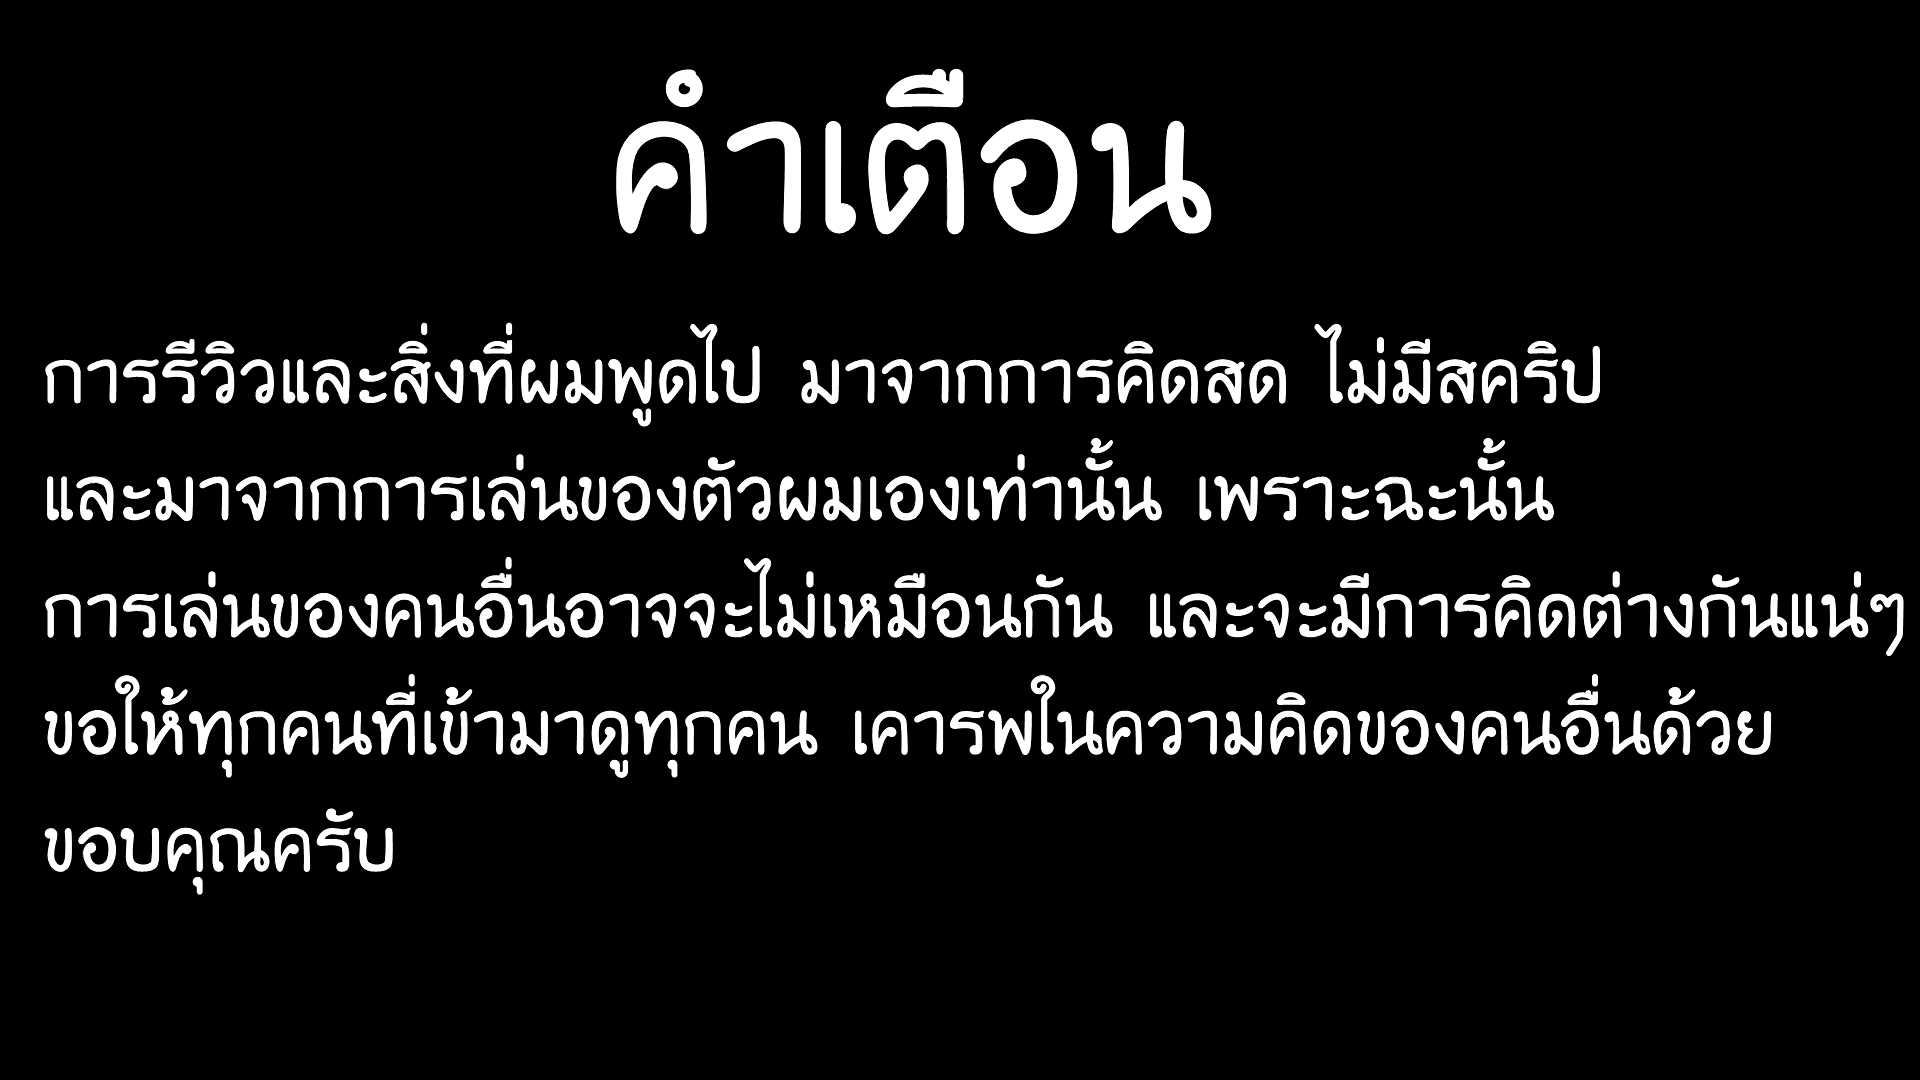 คำเตือน
การรีวิวและสิ่งที่ผมพูดไป มาจากการคิดสด ไม่มีสคริป
และมาจากการเล่นของตัวผมเองเท่านั้น เพราะฉะนั้น
การเล่นของคนอื่นอาจจะไม่เหมือนกัน และจะมีการคิดต่างกันแน่ๆ
ขอให้ทุกคนที่เข้ามาดูทุกคน เคารพในความคิดของคนอื่นด้วย
ขอบคุณครับ